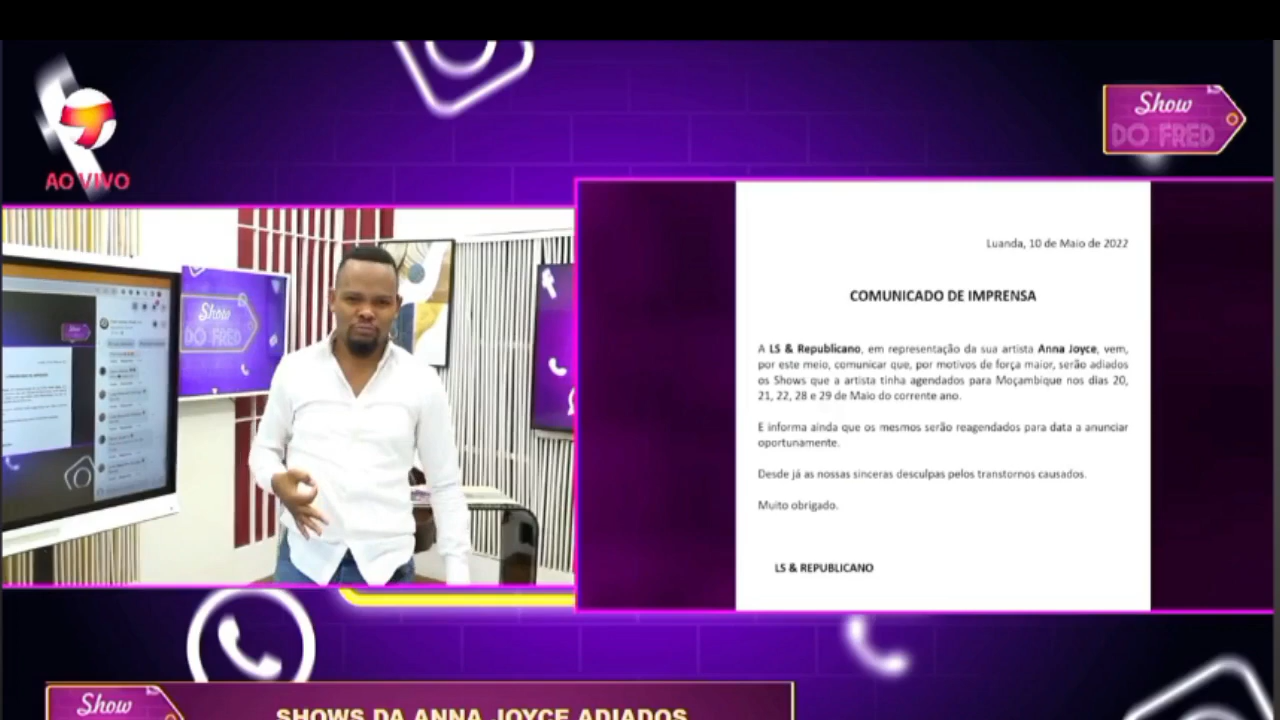 AO VIVO
Show
DO FRED
Show
DO FRED
Luanda, 10 de Maio de 2022
COMUNICADO DE IMPRENSA
A LS & Republicano, em representação da sua artista Anna Joyce, vem,
por este meio, comunicar que, por motivos de força maior, serão adiados
os Shows que a artista tinha agendados para Moçambique nos dias 20,
21, 22, 28 e 29 de Maio do corrente ano.
E informa ainda que os mesmos serão reagendados para data a anunciar
oportunamente.
Desde já as nossas sinceras desculpas pelos transtornos causados.
Muito obrigado.
LS & REPUBLICANO
Show
SHOWS DA ANNA JOYCE ADIADOS